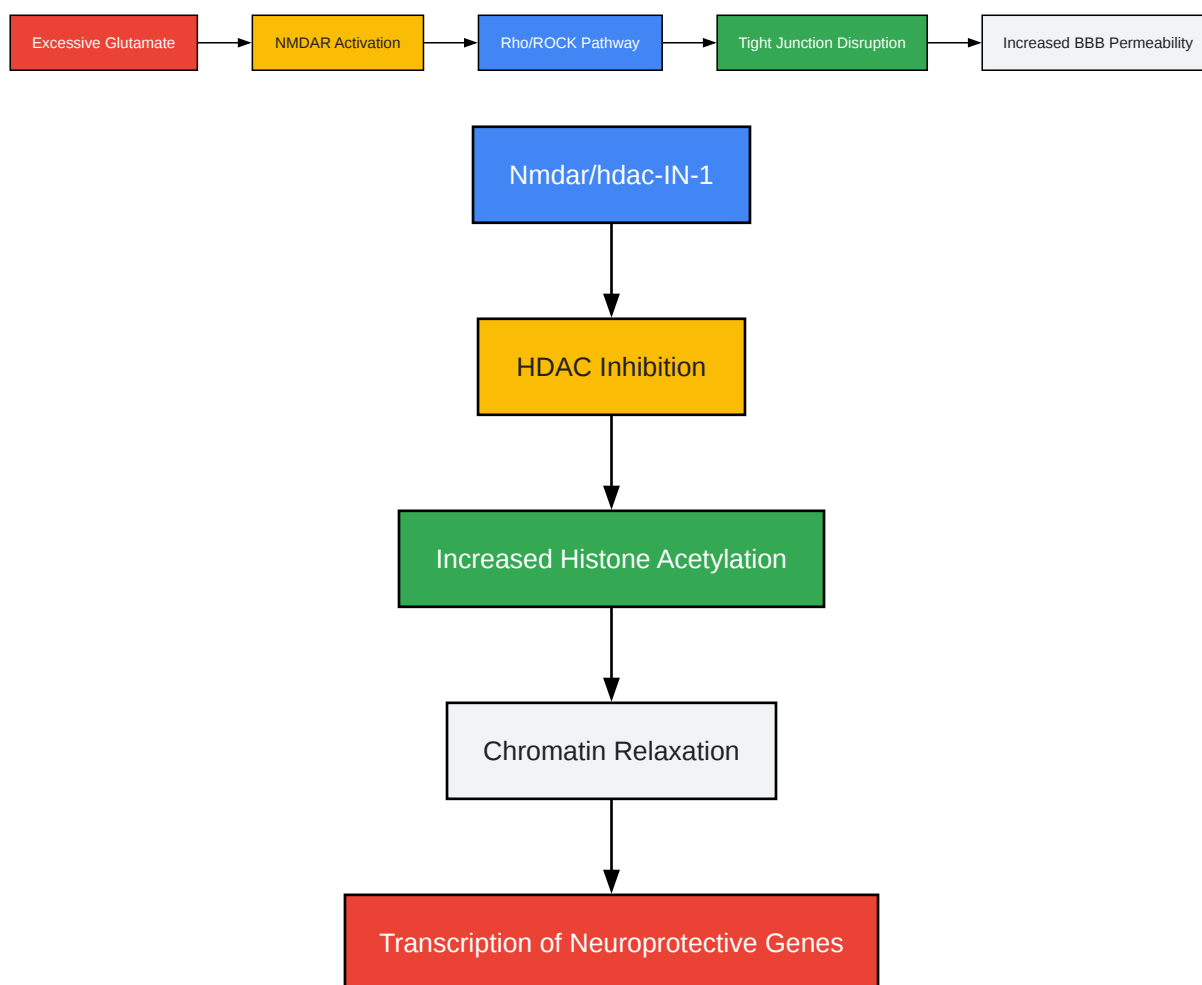 Excessive Glutamate
NMDAR Activation
Rho/ROCK Pathway
Tight Junction Disruption
Increased BBB Permeability
Nmdar/hdac-IN-1
HDAC Inhibition
Increased Histone Acetylation
Chromatin Relaxation
Transcription of Neuroprotective Genes